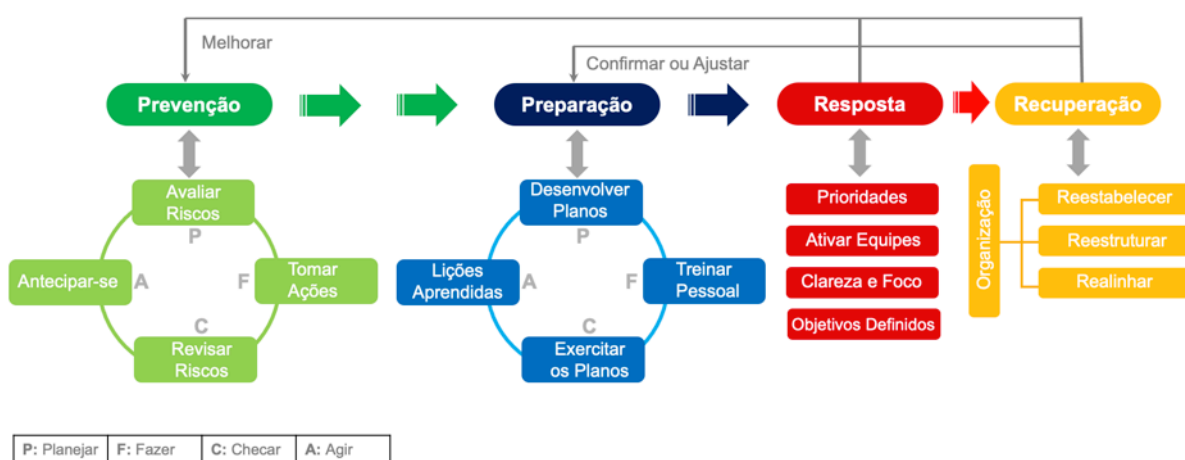 Melhorar
Confirmar ou Ajustar
Prevenção
Preparação
Resposta
Recuperação
Avaliar
Riscos
P
Antecipar-se
A
F
Tomar
Ações
C
Revisar
Riscos
Desenvolver
Planos
P
Lições
Aprendidas
A
F
Treinar
Pessoal
C
Exercitar
os Planos
Prioridades
Ativar Equipes
Clareza e Foco
Objetivos Definidos
Organização
Reestabelecer
Reestruturar
Realinhar
P: Planejar F: Fazer C: Checar A: Agir